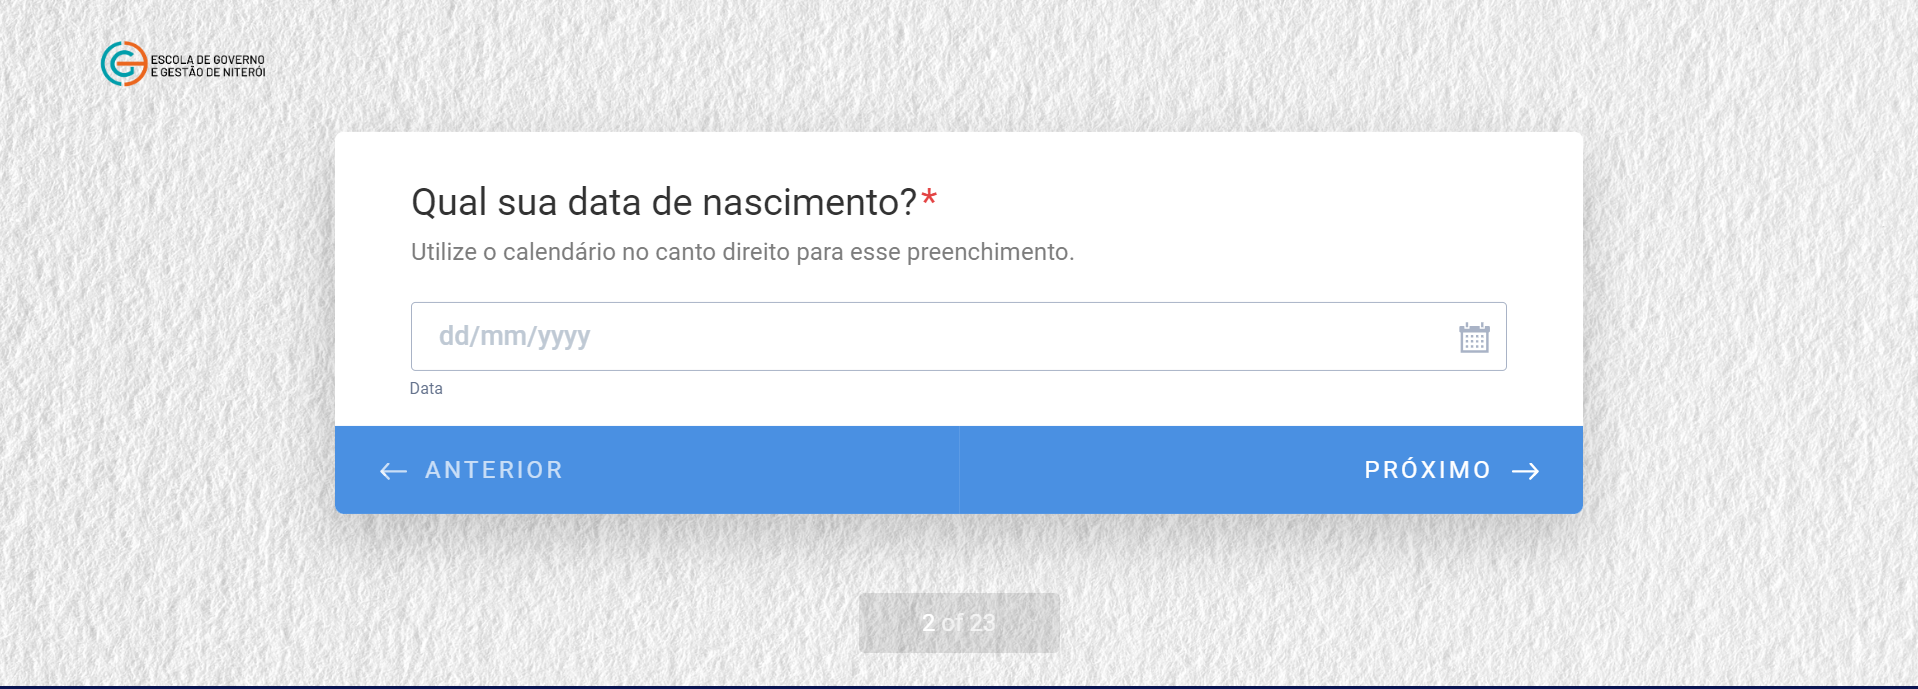 ESCOLA DE GOVERNO
E GESTÃO DE NITERÓI
Qual sua data de nascimento?*
Utilize o calendário no canto direito para esse preenchimento.
dd/mm/yyyy
Data
ANTERIOR
PRÓXIMO
2 of 23